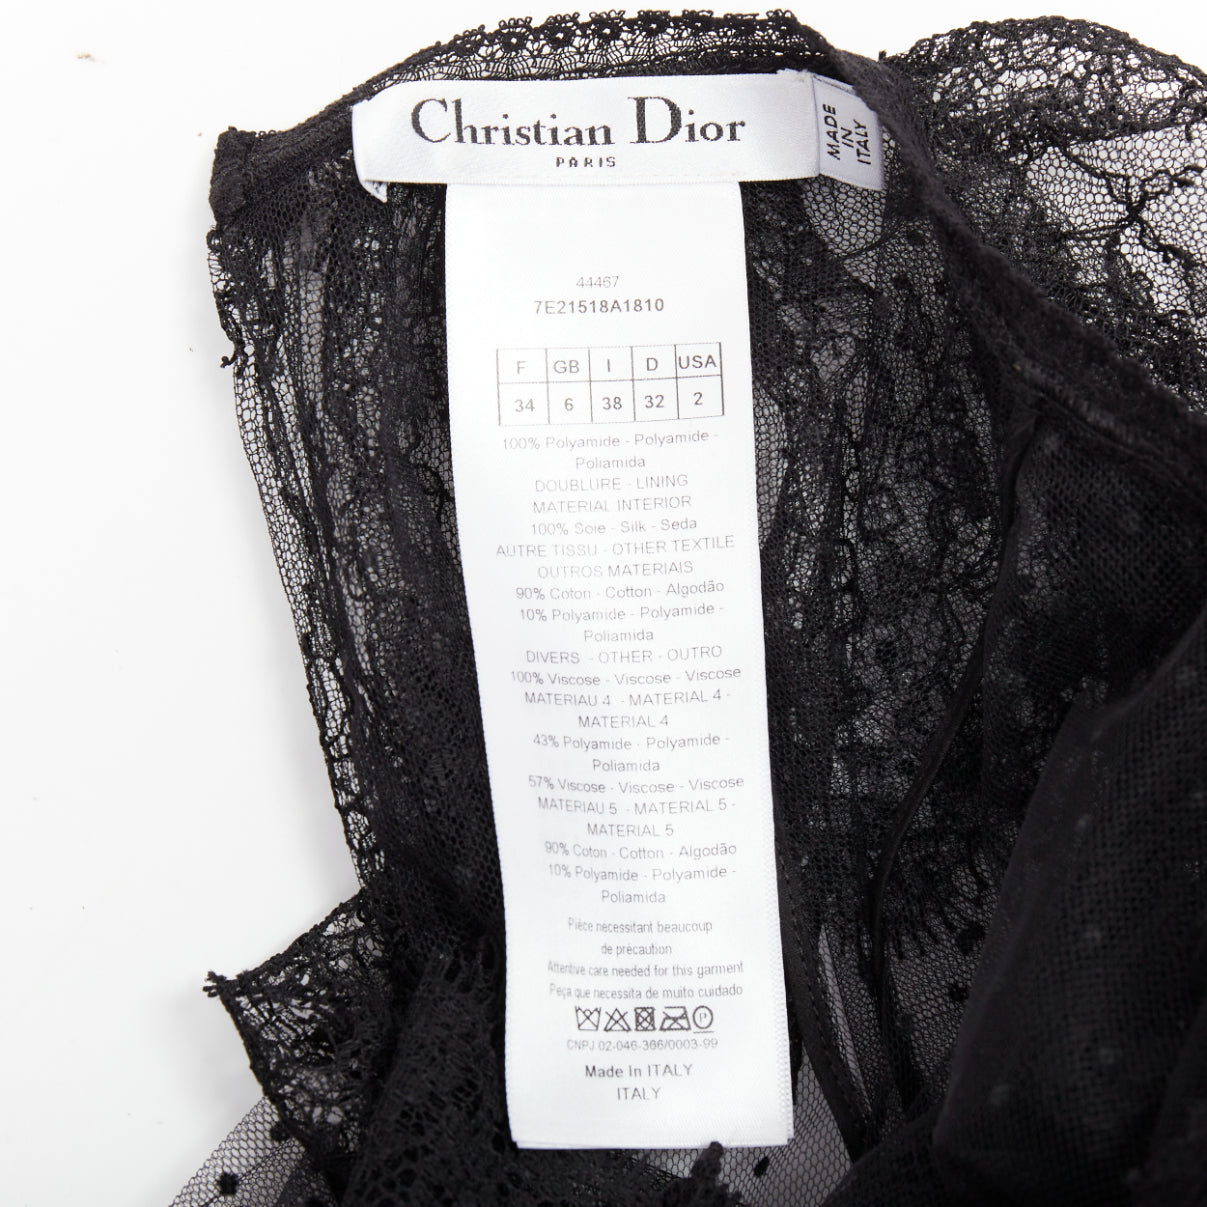 Christian Dior
PARIS
MADE
IN
ITALY
44467
7E21518A1810
F GB I D USA
34 6 38 32 2
100% Polyamide - Polyamide -
Poliamida
DOUBLURE - LINING
MATERIAL INTERIOR
100% Soie - Silk - Seda
AUTRE TISSU - OTHER TEXTILE
OUTROS MATERIAIS
90% Coton - Cotton - Algodão
10% Polyamide - Polyamide -
Poliamida
DIVERS - OTHER - OUTRO
100% Viscose - Viscose - Viscose
MATERIAU 4 - MATERIAL 4 -
MATERIAL 4
43% Polyamide - Polyamide -
Poliamida
57% Viscose - Viscose - Viscose
MATERIAU 5 - MATERIAL 5 -
MATERIAL 5
90% Coton - Cotton - Algodão
10% Polyamide - Polyamide -
Poliamida
Pièce nécessitant beaucoup
de précaution
Attentive care needed for this garment
Peça que necessita de muito cuidado
P
CNPJ 02-046-366/0003-99
Made In ITALY
ITALY